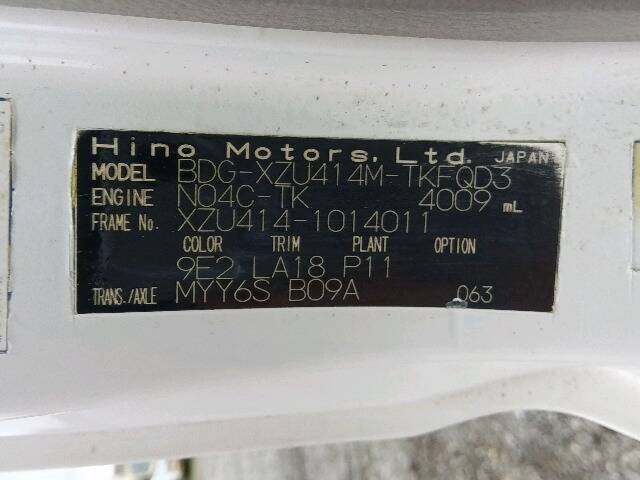 Hino Motors, Ltd. JAPAN
MODEL BDG-XZU414M-TKFQD3
ENGINE N04C-TK 4009 mL
FRAME No. XZU414-1014011
COLOR TRIM PLANT OPTION
9E2 LA18 P11
TRANS./AXLE MYY6S B09A 063